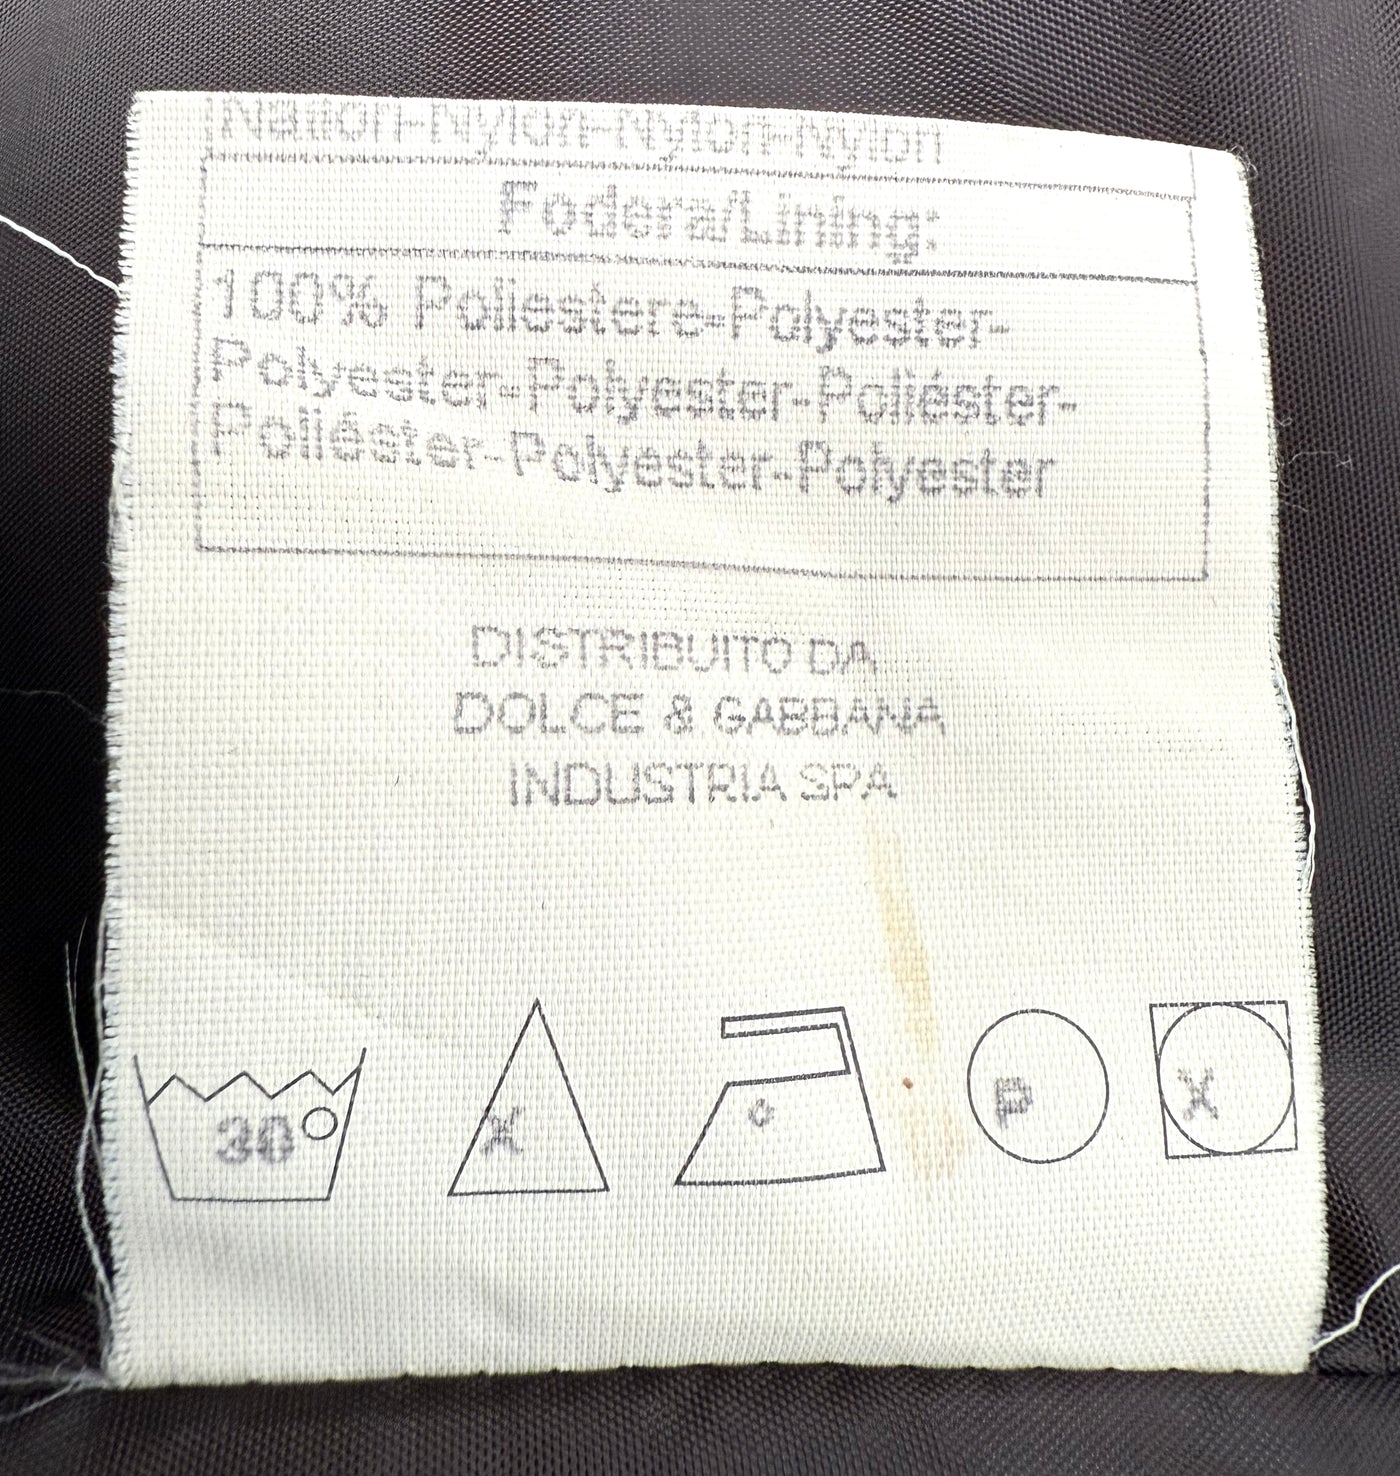 Nailon-Nylon-Nylon-Nylon
Fodera/Lining:
100% Poliestere-Polyester-
Polyester-Polyester-Poliéster-
Poliéster-Polyester-Polyester
DISTRIBUITO DA
DOLCE & GABBANA
INDUSTRIA SPA
30 X P X